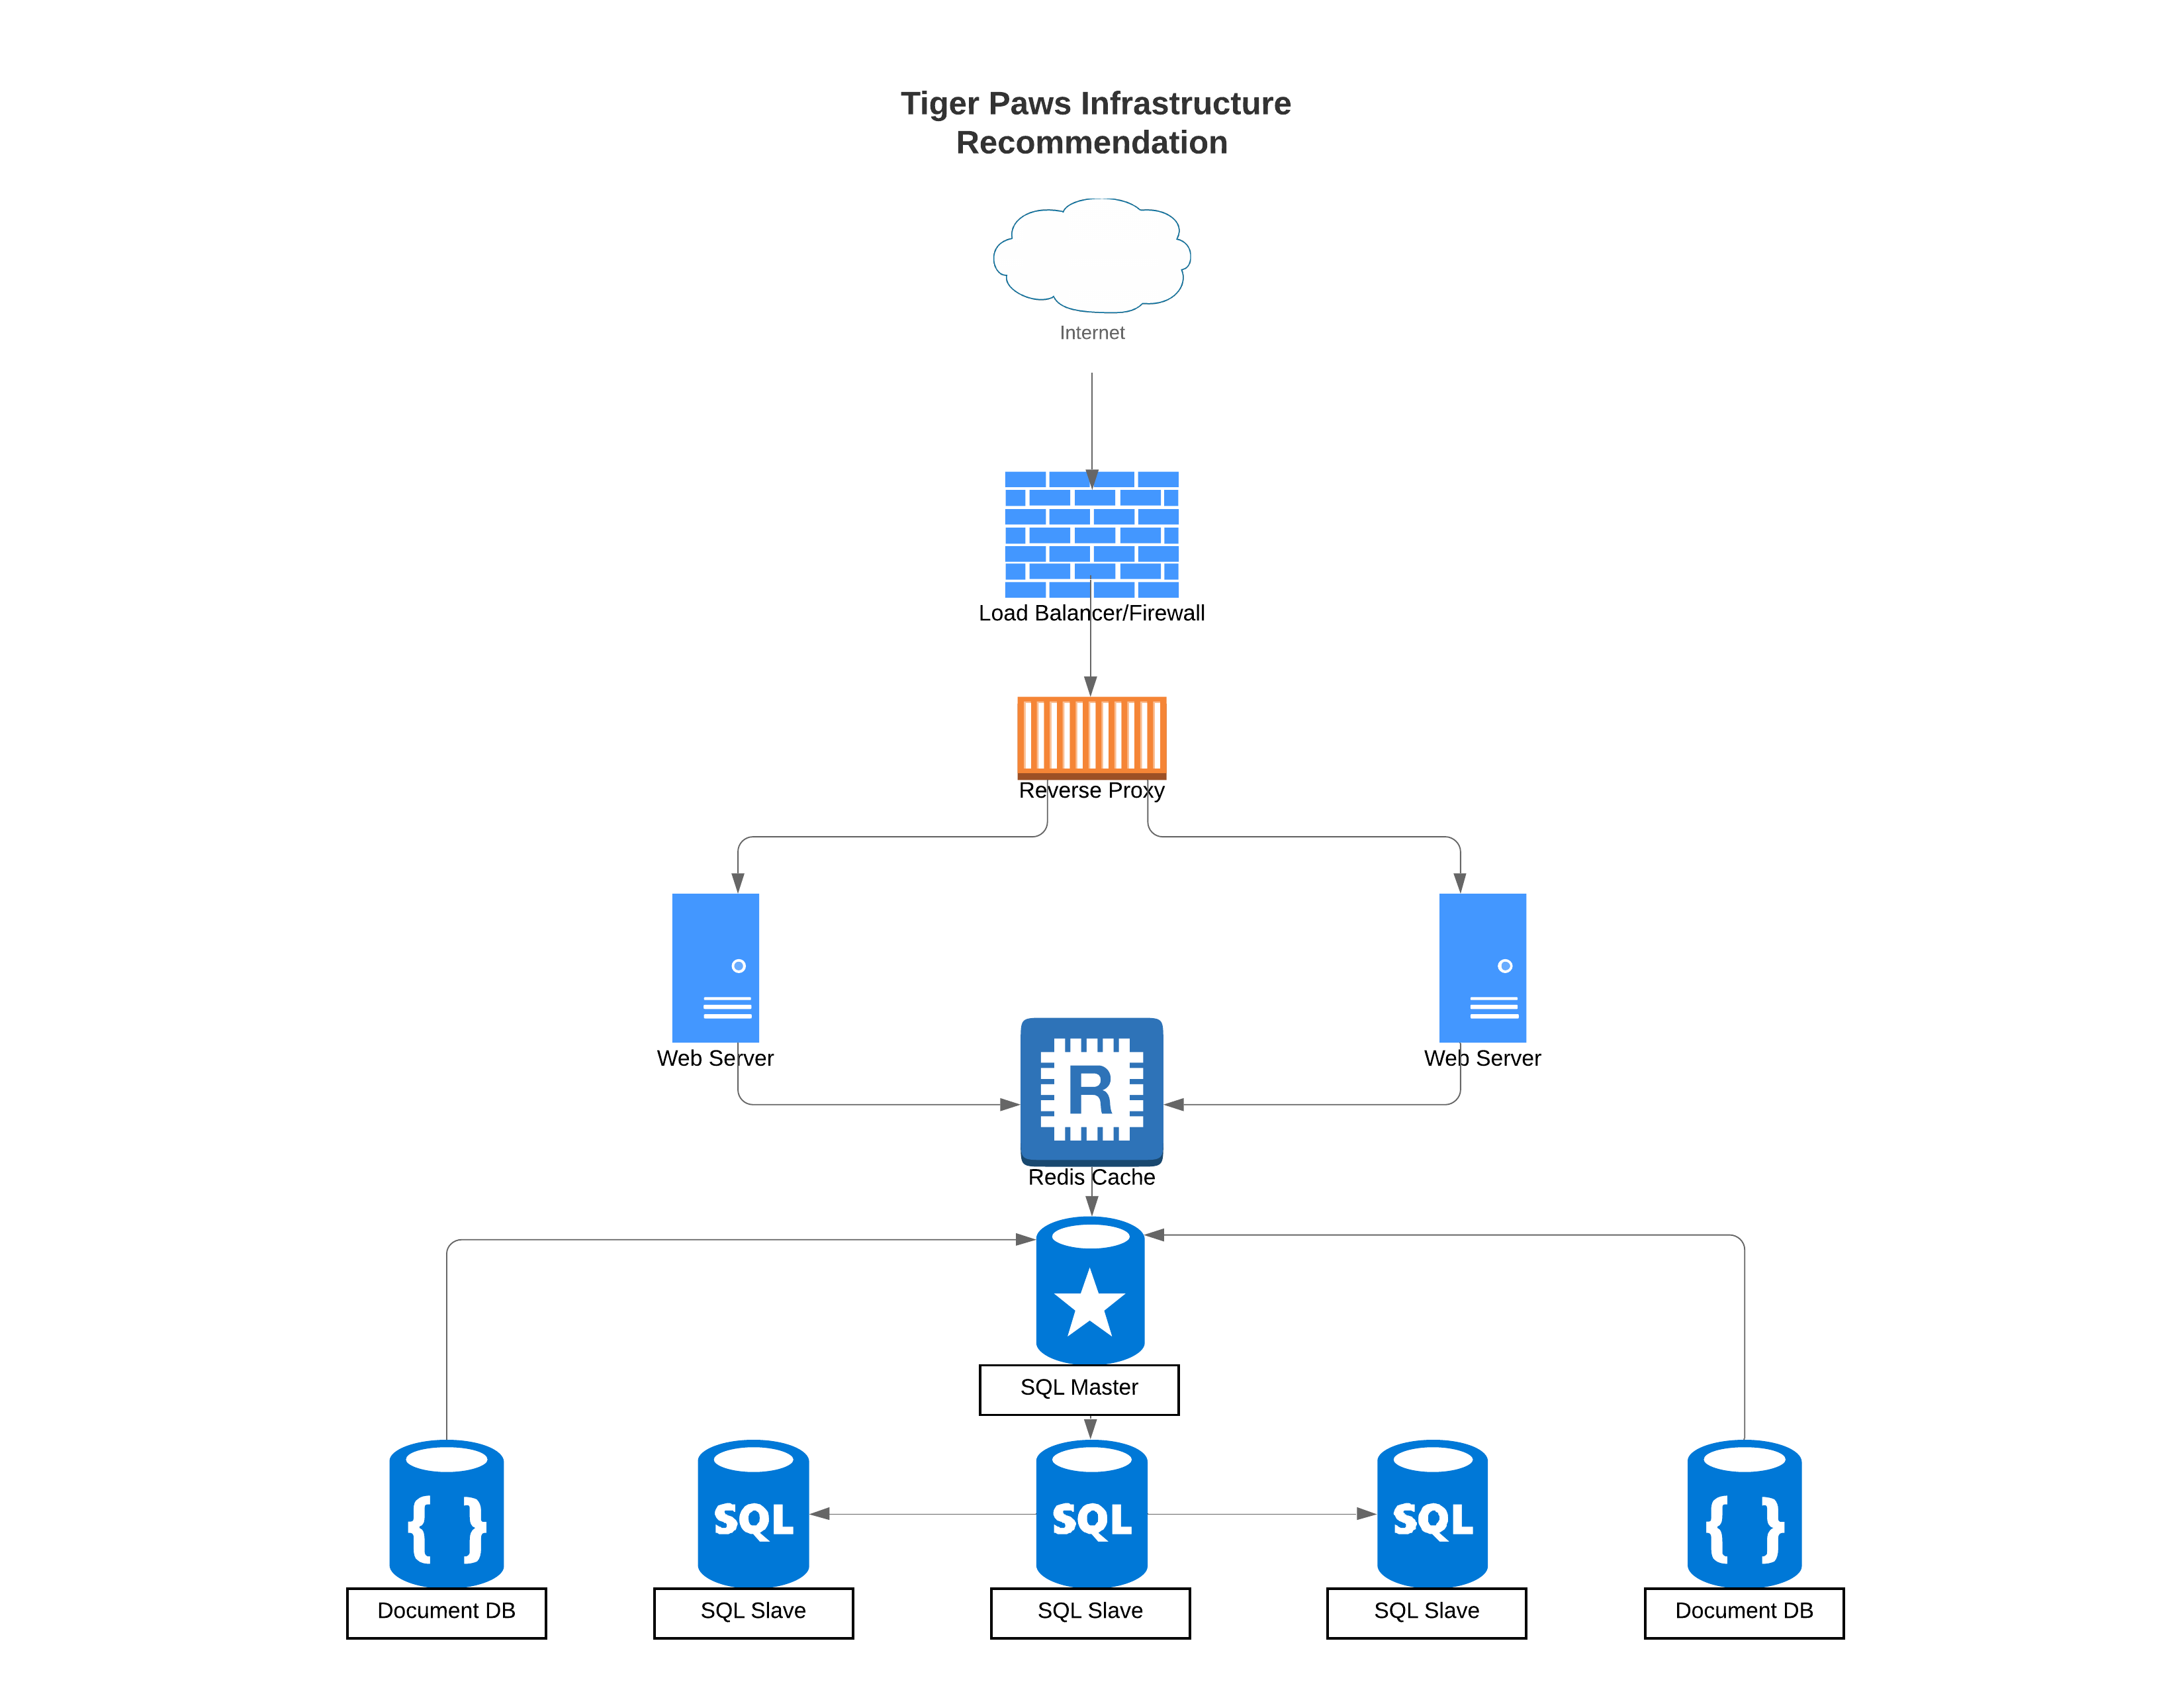 Tiger Paws Infrastructure
Recommendation
Internet
Load Balancer/Firewall
Reverse Proxy
Web Server
Web Server
R
Redis Cache
SQL Master
{ }
SQL
SQL
SQL
{ }
Document DB
SQL Slave
SQL Slave
SQL Slave
Document DB